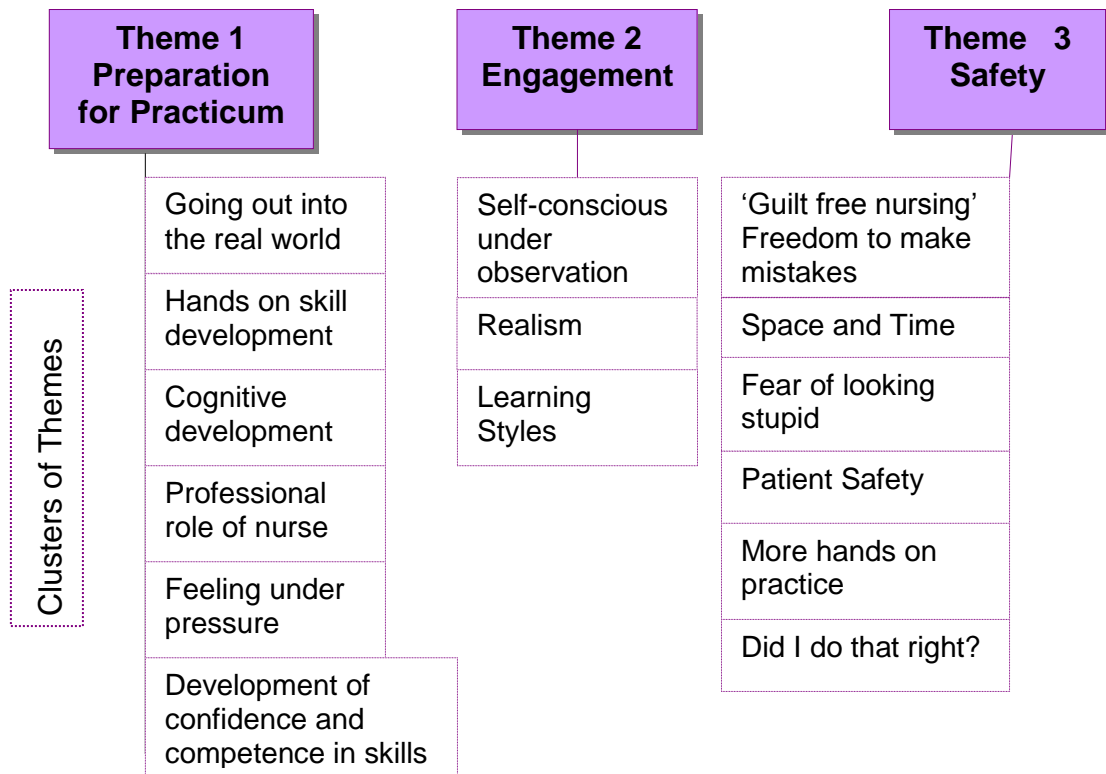 Theme 1
Preparation
for Practicum
Going out into
the real world
Hands on skill
development
Cognitive
development
Professional
role of nurse
Feeling under
pressure
Development of
confidence and
competence in skills
Theme 2
Engagement
Self-conscious
under
observation
Realism
Learning
Styles
Theme 3
Safety
‘Guilt free nursing’
Freedom to make
mistakes
Space and Time
Fear of looking
stupid
Patient Safety
More hands on
practice
Did I do that right?
Clusters of Themes